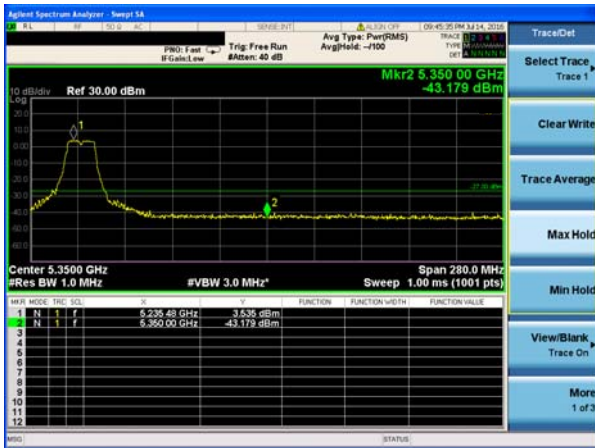 Agilent Spectrum Analyzer - Swept SA
RL RF 50 Ω AC SENSE:INT ALIGN OFF 09:45:35 PM Jul 14, 2016
PNO: Fast Trig: Free Run Avg Type: Pwr(RMS) TRACE 1 2 3 4 5 6
IFGain:Low #Atten: 40 dB Avg|Hold: --/100 TYPE
DET A N N N N N
Trace/Det
Mkr2 5.350 00 GHz
-43.179 dBm
10 dB/div Ref 30.00 dBm
Log
20.0
10.0
0.00
-10.0
-20.0
-30.0
-40.0
-50.0
-60.0
1
2
-27.00 dBm
Center 5.3500 GHz Span 280.0 MHz
#Res BW 1.0 MHz #VBW 3.0 MHz* Sweep 1.00 ms (1001 pts)
MKR MODE TRC SCL X Y FUNCTION FUNCTION WIDTH FUNCTION VALUE
1 N 1 f 5.235 48 GHz 3.535 dBm
2 N 1 f 5.350 00 GHz -43.179 dBm
3
4
5
6
7
8
9
10
11
12
MSG STATUS
Select Trace
Trace 1
Clear Write
Trace Average
Max Hold
Min Hold
View/Blank
Trace On
More
1 of 3